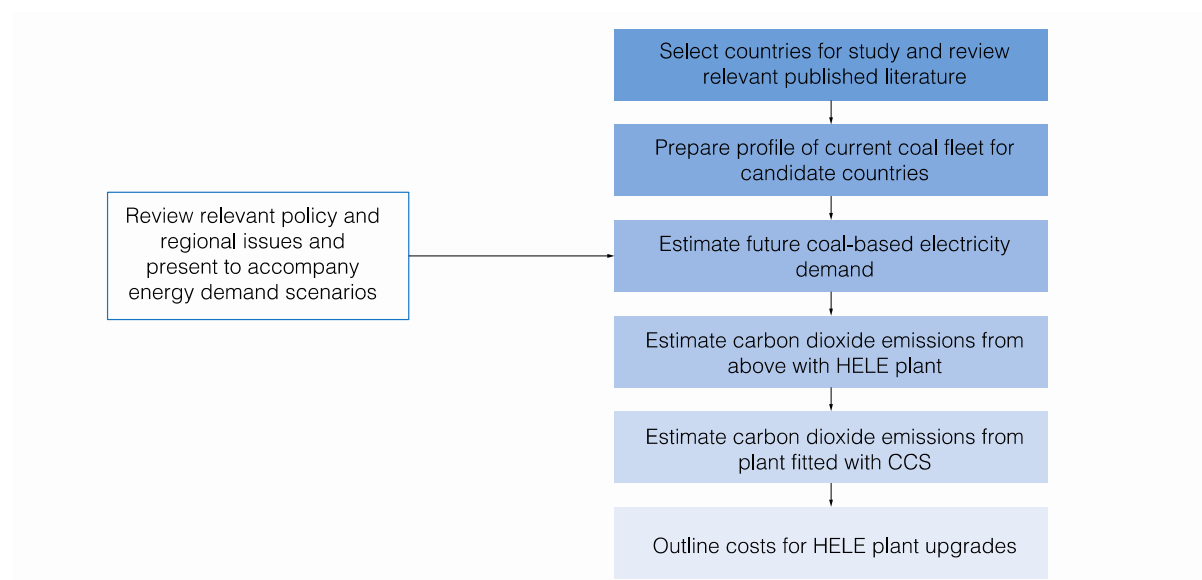 Select countries for study and review
relevant published literature
Prepare profile of current coal fleet for
candidate countries
Review relevant policy and
regional issues and
present to accompany
energy demand scenarios
Estimate future coal-based electricity
demand
Estimate carbon dioxide emissions from
above with HELE plant
Estimate carbon dioxide emissions from
plant fitted with CCS
Outline costs for HELE plant upgrades